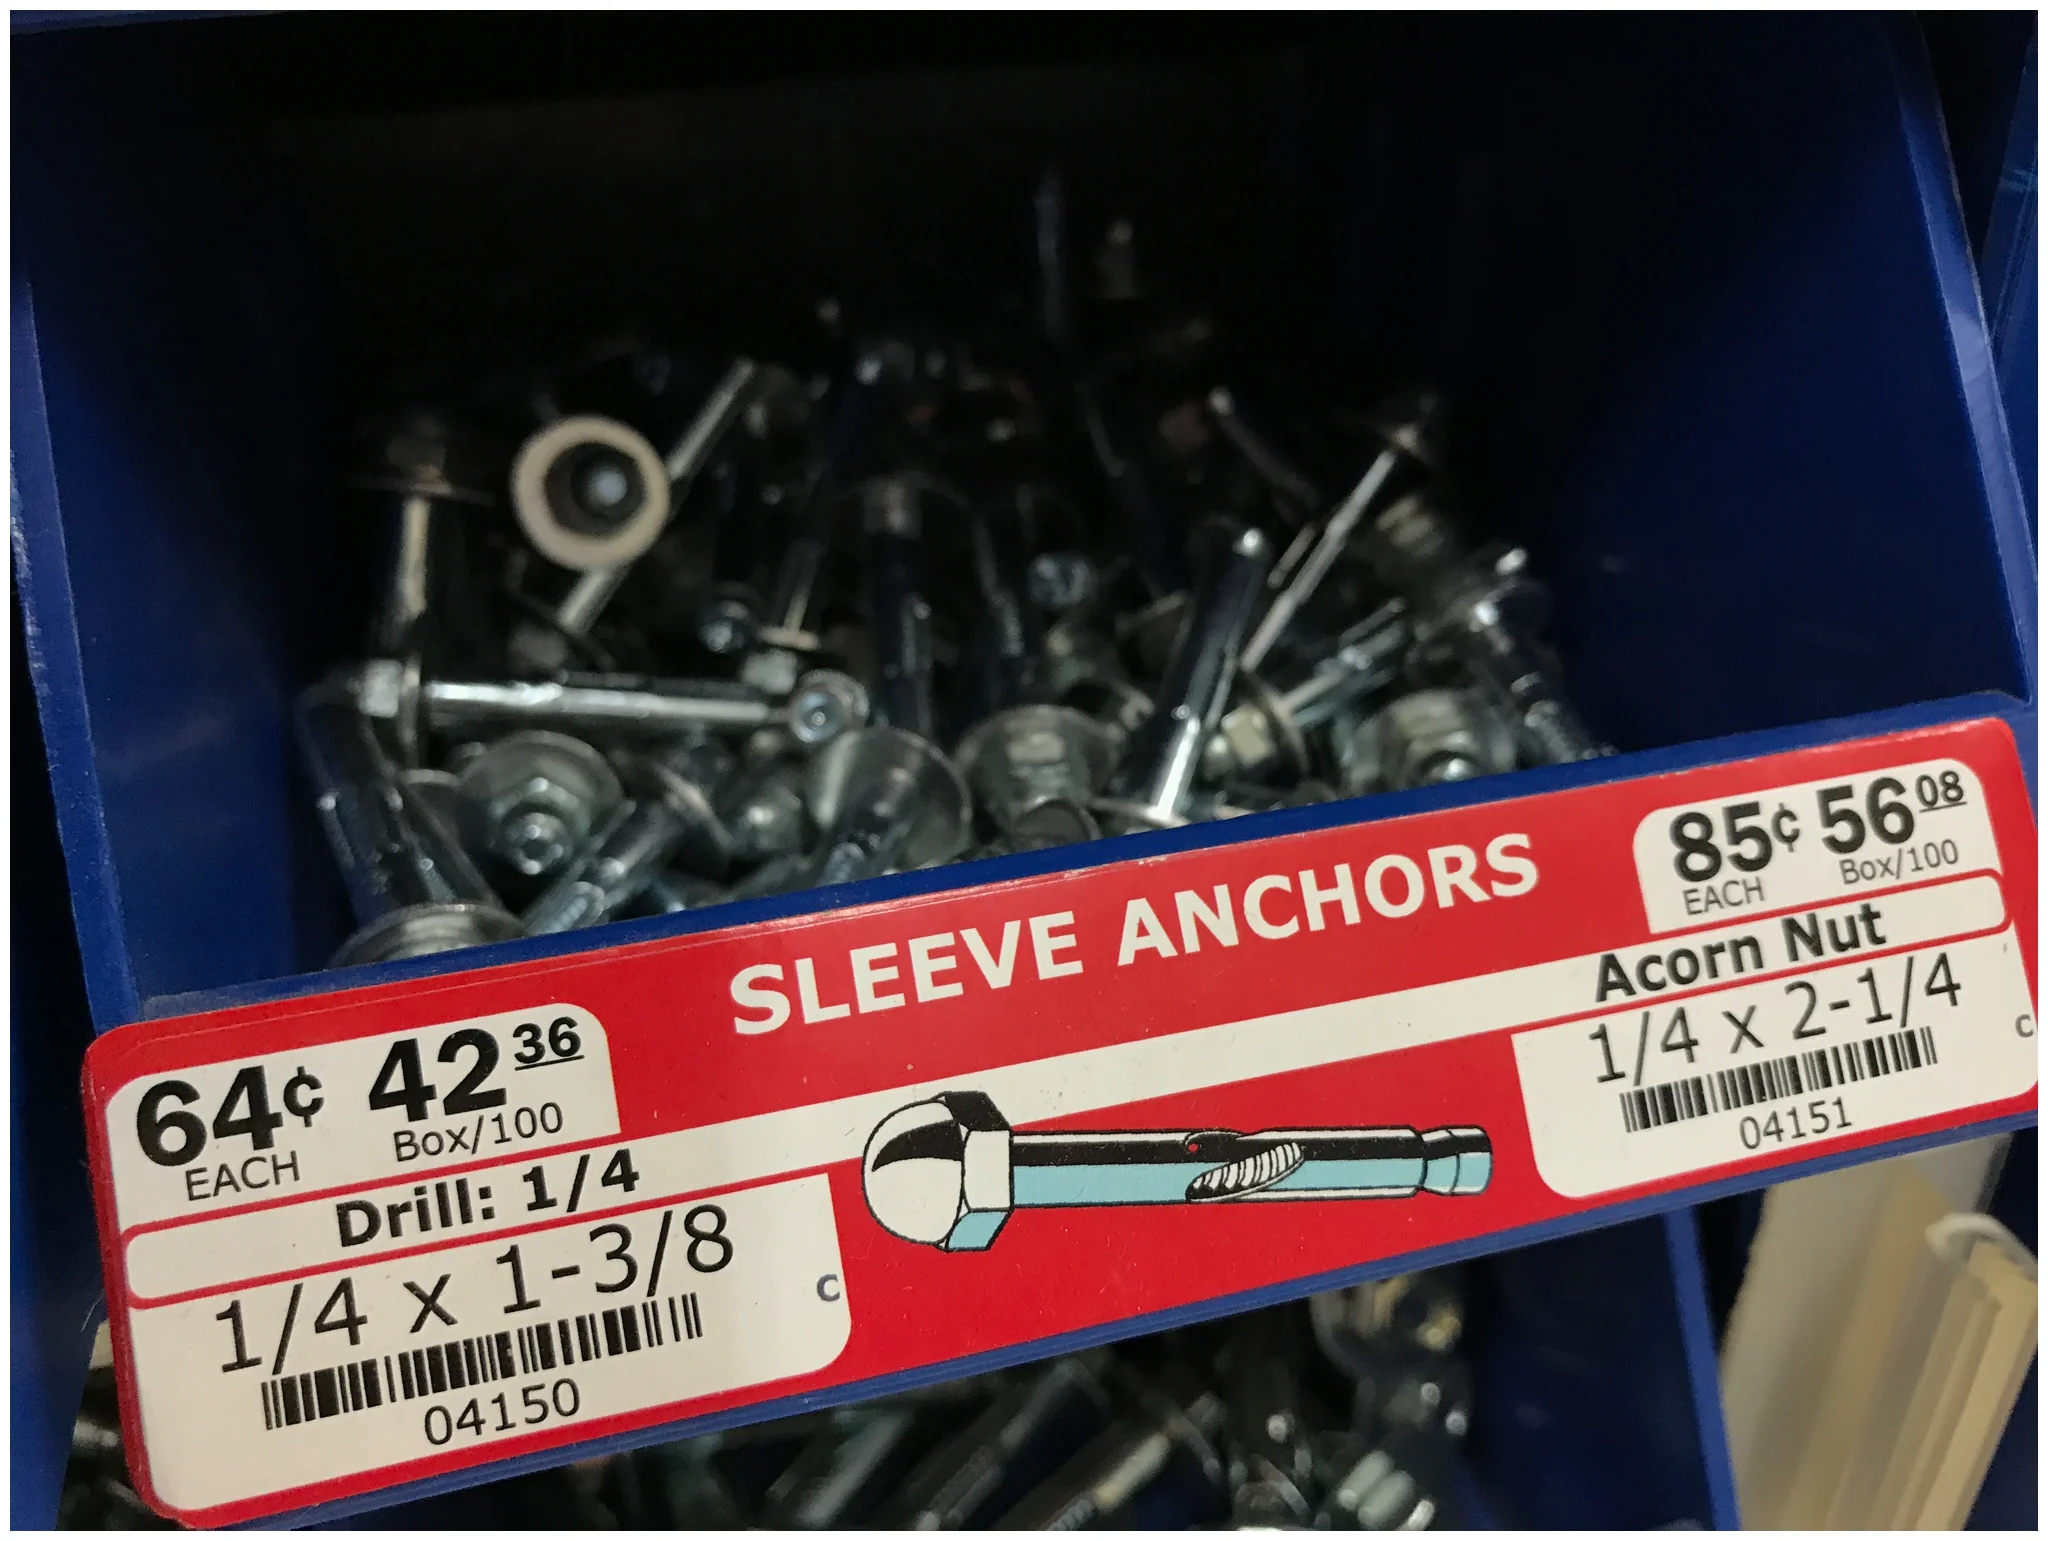 SLEEVE ANCHORS
64¢ 42 36
EACH Box/100
Drill: 1/4
1/4 x 1-3/8
C
04150
85¢ 56 08
EACH Box/100
Acorn Nut
1/4 x 2-1/4
C
04151